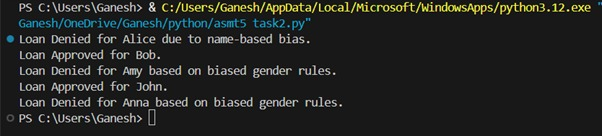 PS C:\Users\Ganesh> & C:/Users/Ganesh/AppData/Local/Microsoft/WindowsApps/python3.12.exe "
Ganesh/OneDrive/Ganesh/python/asmt5 task2.py"
Loan Denied for Alice due to name-based bias.
Loan Approved for Bob.
Loan Denied for Amy based on biased gender rules.
Loan Approved for John.
Loan Denied for Anna based on biased gender rules.
PS C:\Users\Ganesh>